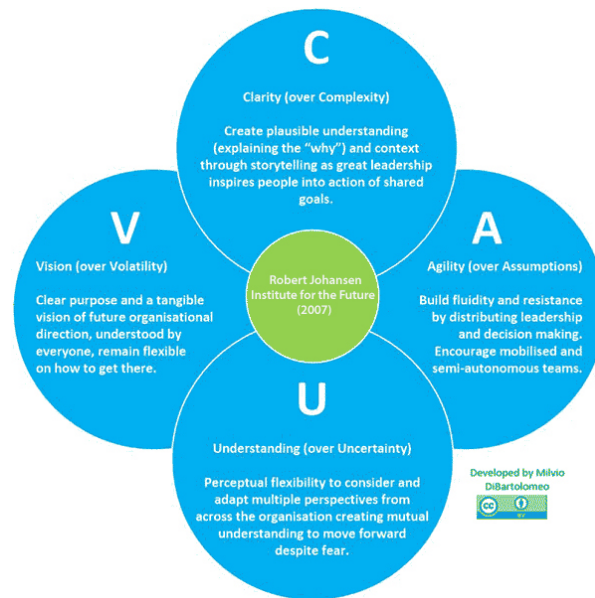 C
Clarity (over Complexity)
Create plausible understanding
(explaining the “why”) and context
through storytelling as great leadership
inspires people into action of shared
goals.
V
Vision (over Volatility)
Clear purpose and a tangible
vision of future organisational
direction, understood by
everyone, remain flexible
on how to get there.
Robert Johansen
Institute for the Future
(2007)
A
Agility (over Assumptions)
Build fluidity and resistance
by distributing leadership
and decision making.
Encourage mobilised and
semi-autonomous teams.
U
Understanding (over Uncertainty)
Perceptual flexibility to consider and
adapt multiple perspectives from
across the organisation creating mutual
understanding to move forward
despite fear.
Developed by Milvio
DiBartolomeo
cc
BY